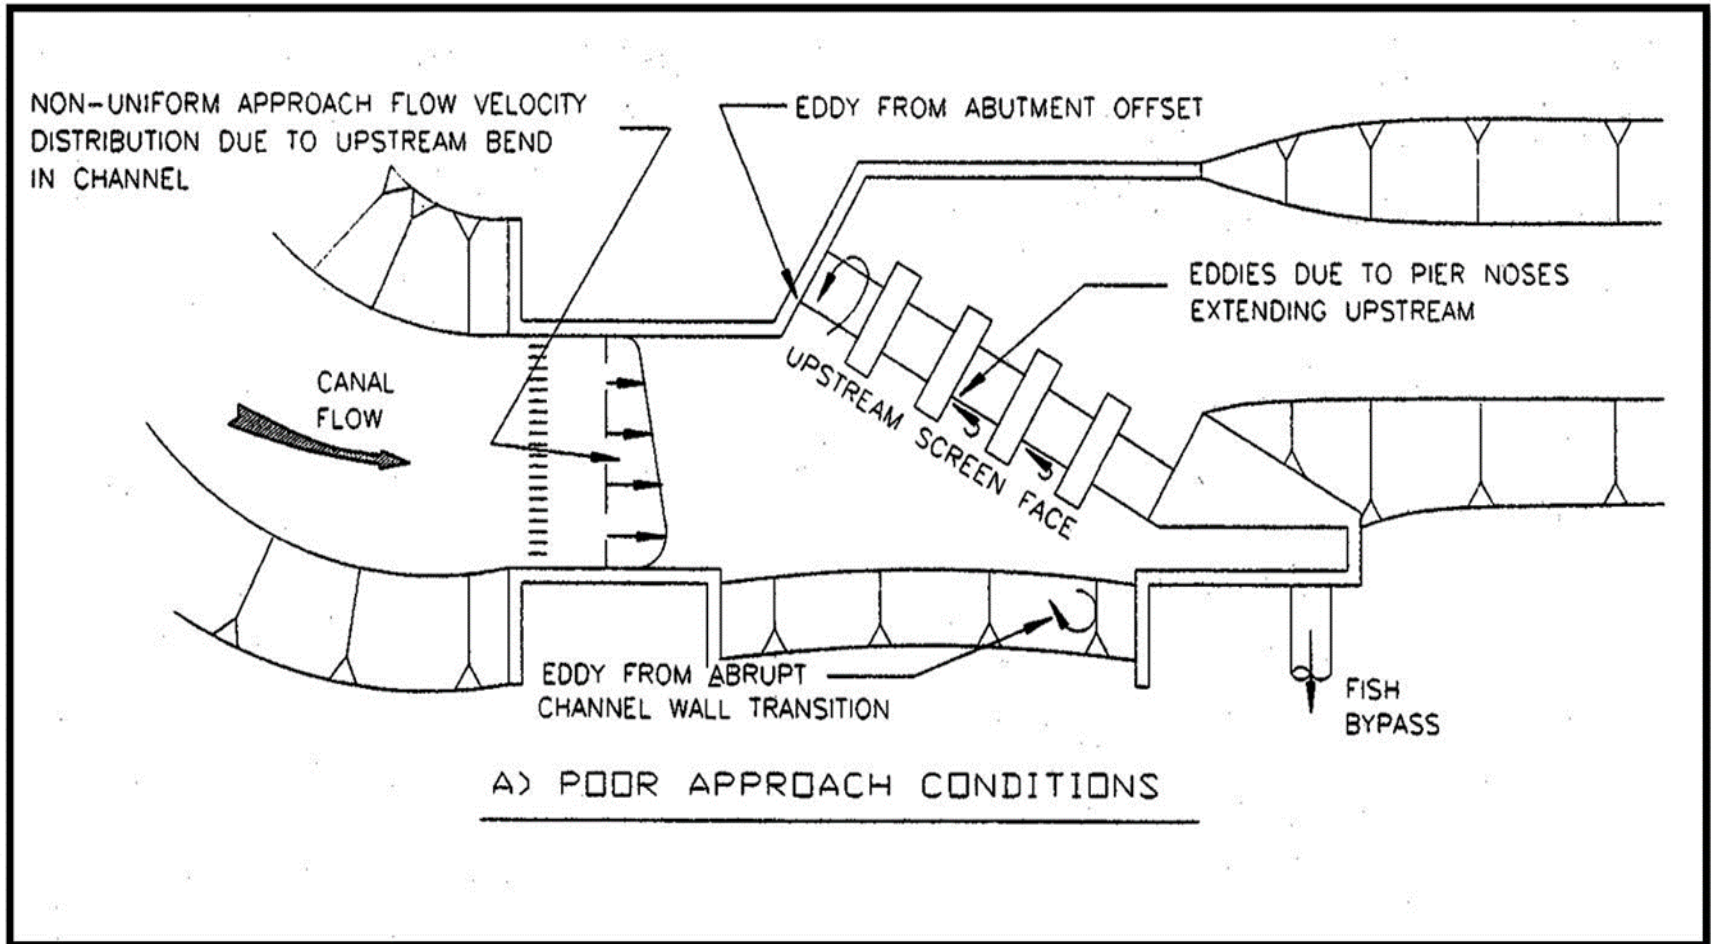 NON-UNIFORM APPROACH FLOW VELOCITY
DISTRIBUTION DUE TO UPSTREAM BEND
IN CHANNEL
EDDY FROM ABUTMENT OFFSET
EDDIES DUE TO PIER NOSES
EXTENDING UPSTREAM
CANAL
FLOW
UPSTREAM SCREEN FACE
EDDY FROM ABRUPT
CHANNEL WALL TRANSITION
FISH
BYPASS
A) POOR APPROACH CONDITIONS